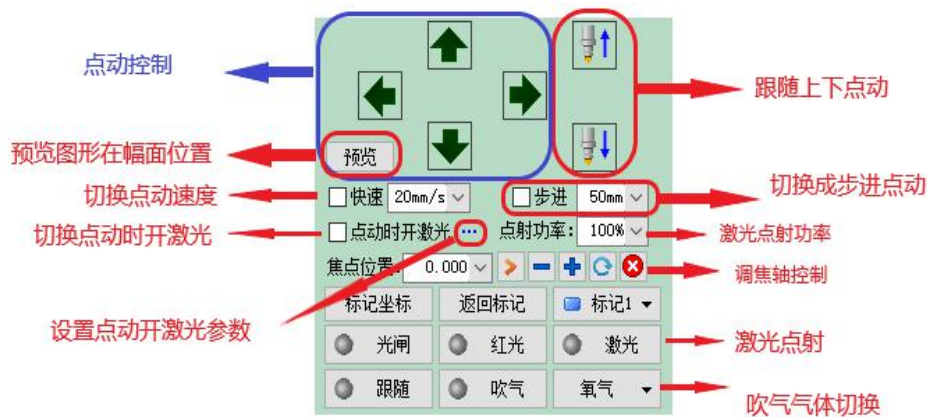 点动控制
跟随上下点动
预览图形在幅面位置
预览
切换点动速度
快速 20mm/s
步进 50mm
切换成步进点动
切换点动时开激光
点动时开激光 ···
点射功率: 100%
激光点射功率
焦点位置: 0.000
调焦轴控制
设置点动开激光参数
标记坐标 返回标记 标记1
光闸 红光 激光
激光点射
跟随 吹气 氧气
吹气气体切换